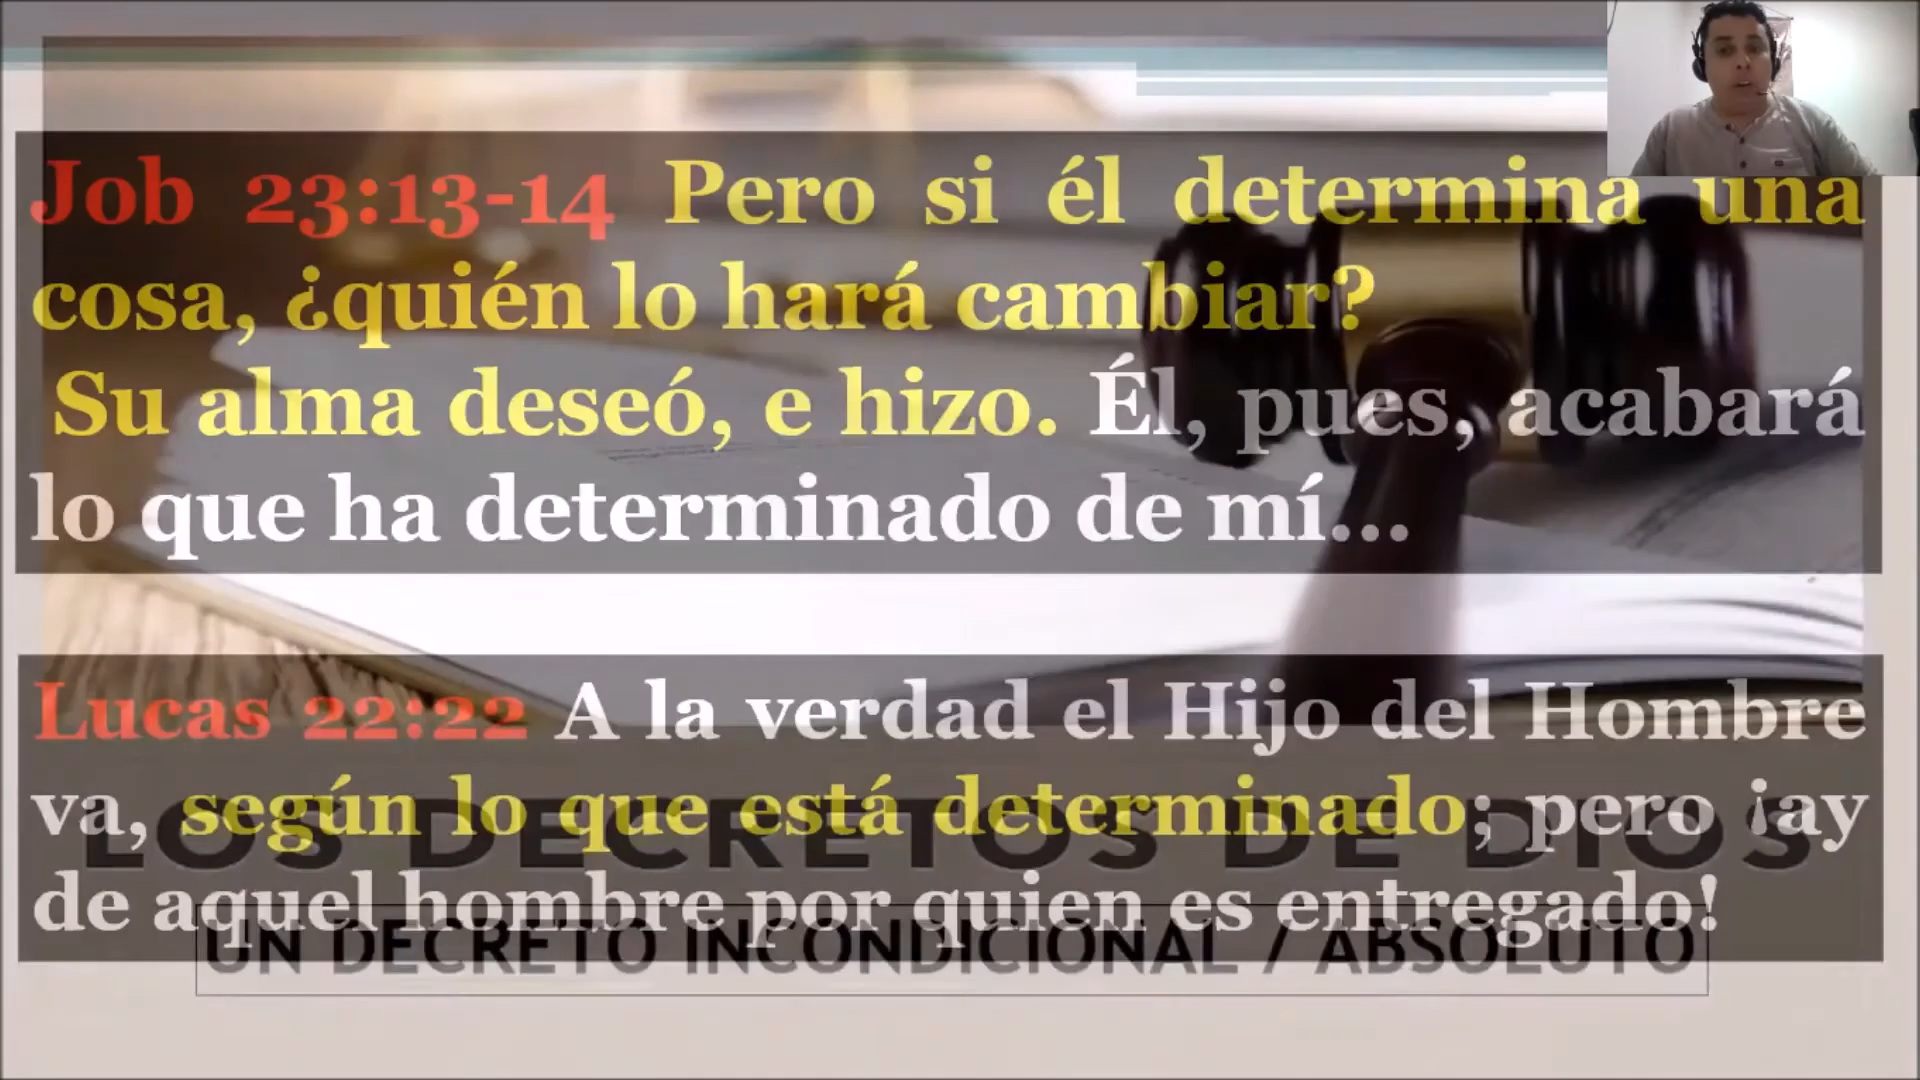 Job 23:13-14 Pero si él determina una
cosa, ¿quién lo hará cambiar?
Su alma deseó, e hizo. Él, pues, acabará
lo que ha determinado de mí...
Lucas 22:22 A la verdad el Hijo del Hombre
va, según lo que está determinado; pero ¡ay
de aquel hombre por quien es entregado!
LOS DECRETOS DE DIOS
UN DECRETO INCONDICIONAL / ABSOLUTO